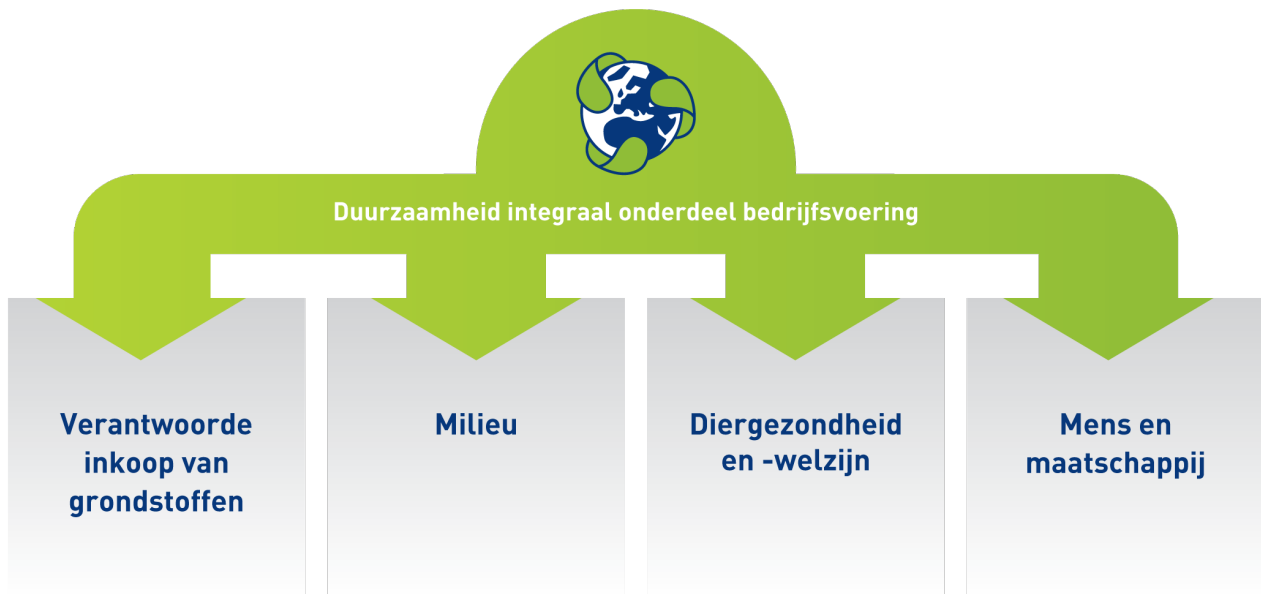 Duurzaamheid integraal onderdeel bedrijfsvoering
Verantwoorde
inkoop van
grondstoffen
Milieu
Diergezondheid
en -welzijn
Mens en
maatschappij